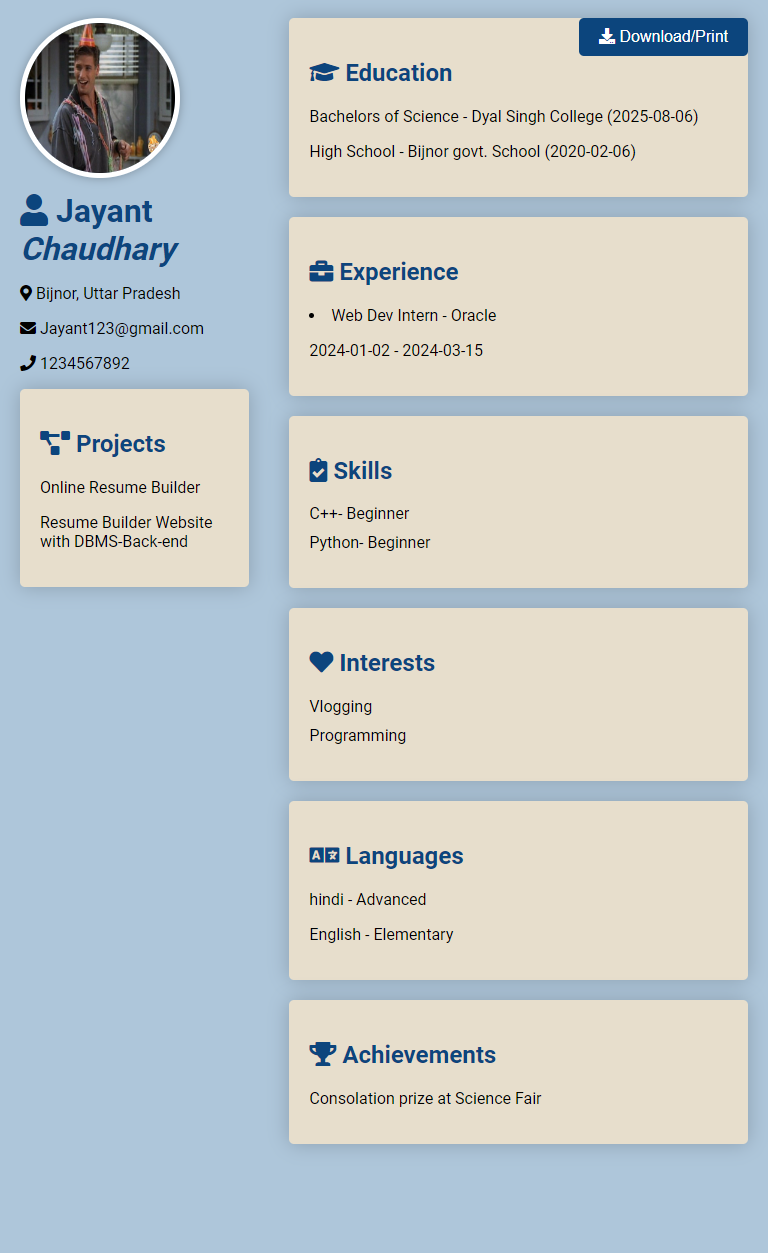 Jayant
Chaudhary
Bijnor, Uttar Pradesh
Jayant123@gmail.com
1234567892
Projects
Online Resume Builder
Resume Builder Website
with DBMS-Back-end
Download/Print
Education
Bachelors of Science - Dyal Singh College (2025-08-06)
High School - Bijnor govt. School (2020-02-06)
Experience
• Web Dev Intern - Oracle
2024-01-02 - 2024-03-15
Skills
C++- Beginner
Python- Beginner
Interests
Vlogging
Programming
Languages
hindi - Advanced
English - Elementary
Achievements
Consolation prize at Science Fair